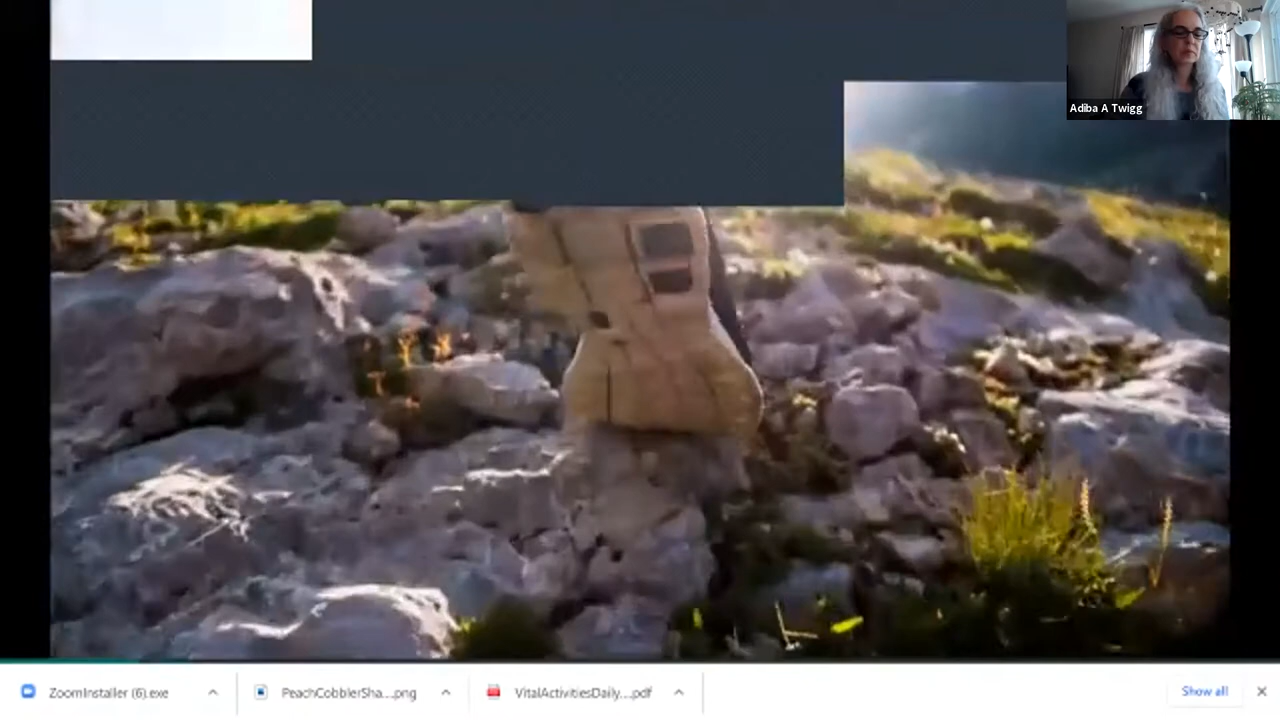 Adiba A Twigg
ZoomInstaller (6).exe
PeachCobblerSha....png
VitalActivitiesDaily....pdf
Show all